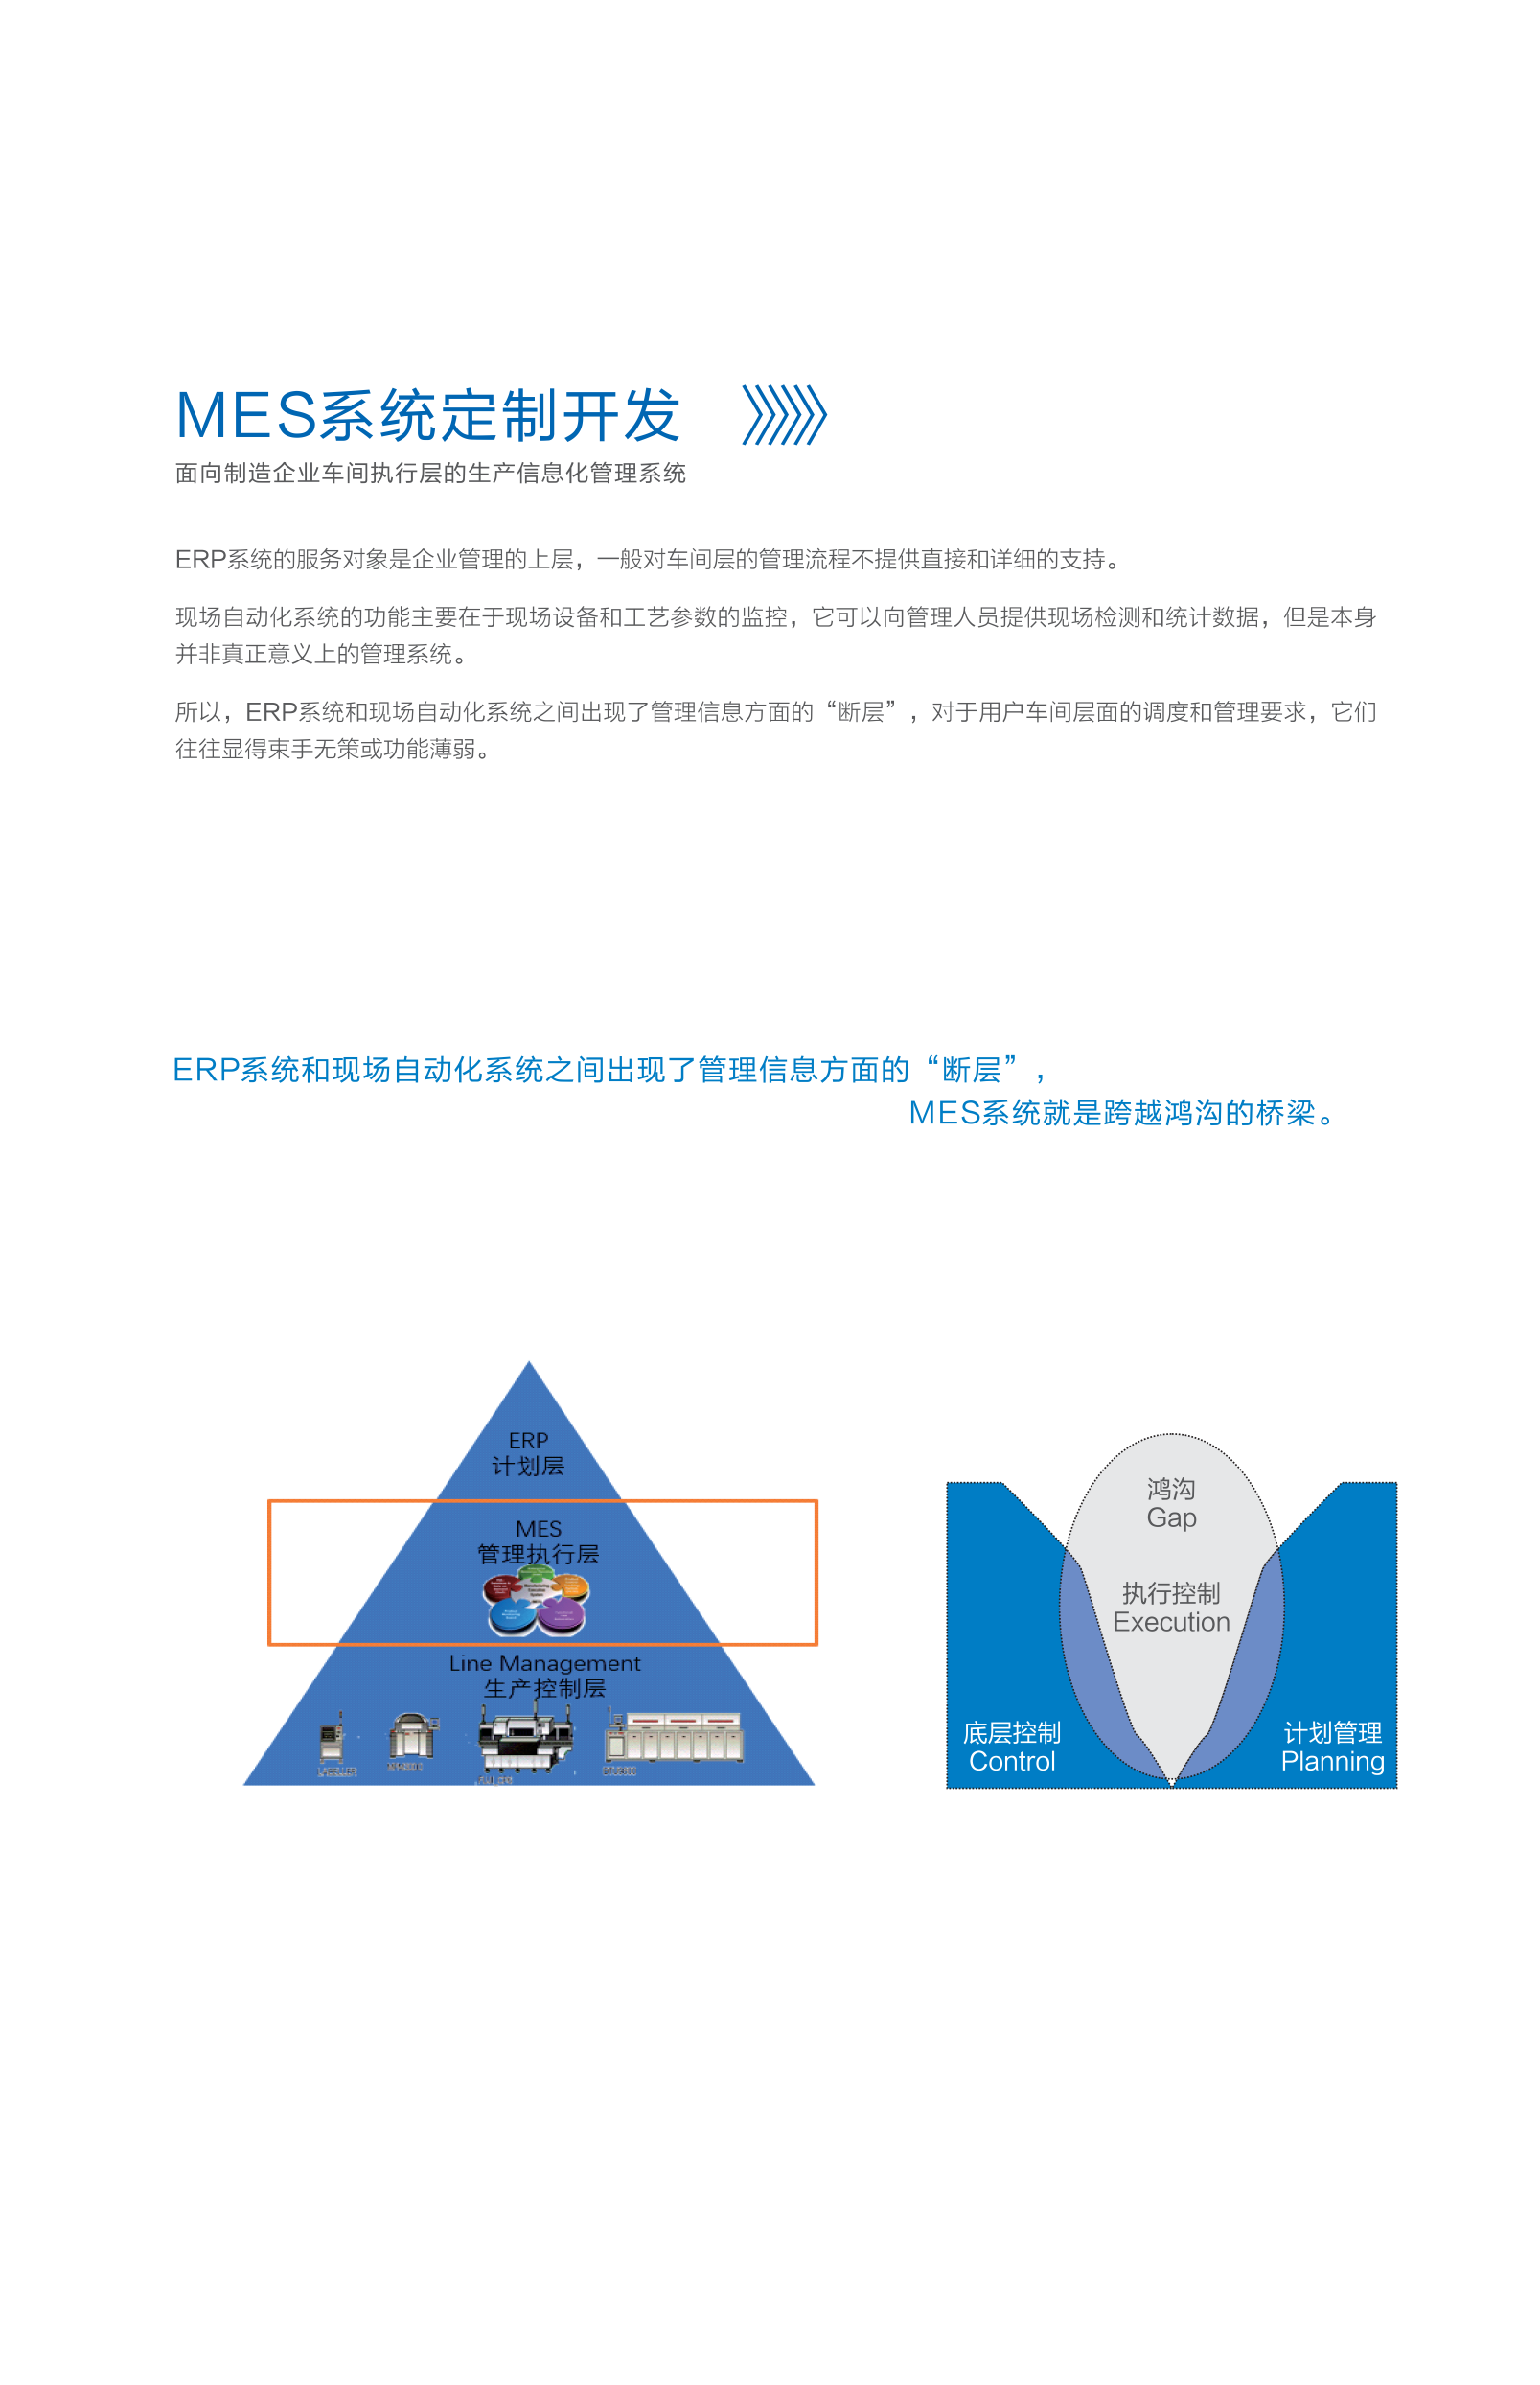 MES系统定制开发
面向制造企业车间执行层的生产信息化管理系统
ERP系统的服务对象是企业管理的上层，一般对车间层的管理流程不提供直接和详细的支持。
现场自动化系统的功能主要在于现场设备和工艺参数的监控，它可以向管理人员提供现场检测和统计数据，但是本身
并非真正意义上的管理系统。
所以，ERP系统和现场自动化系统之间出现了管理信息方面的“断层”，对于用户车间层面的调度和管理要求，它们
往往显得束手无策或功能薄弱。
ERP系统和现场自动化系统之间出现了管理信息方面的“断层”，
MES系统就是跨越鸿沟的桥梁。
ERP
计划层
MES
管理执行层
Line Management
生产控制层
鸿沟
Gap
执行控制
Execution
底层控制
Control
计划管理
Planning